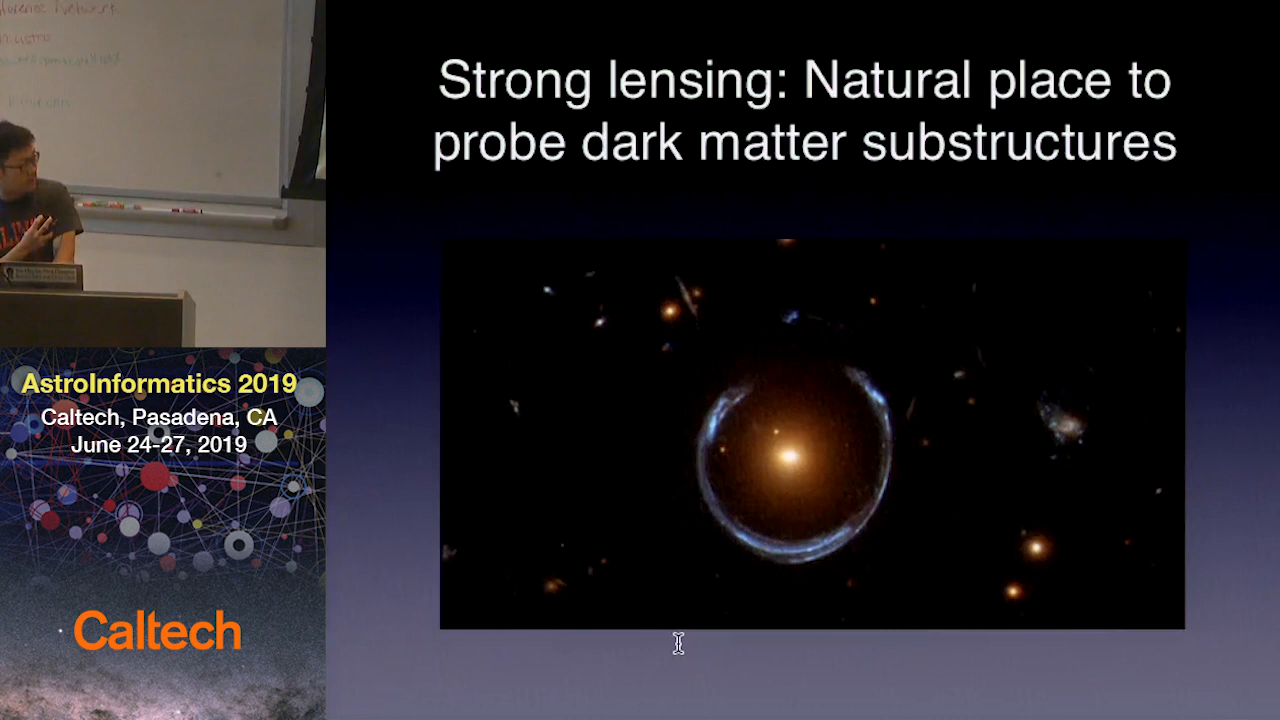 Strong lensing: Natural place to
probe dark matter substructures
AstroInformatics 2019
Caltech, Pasadena, CA
June 24-27, 2019
Caltech